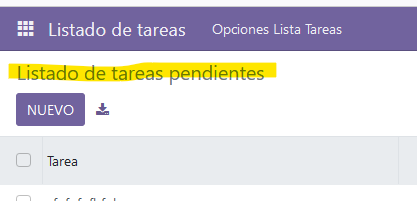 Listado de tareas Opciones Lista Tareas
Listado de tareas pendientes
NUEVO
Tarea